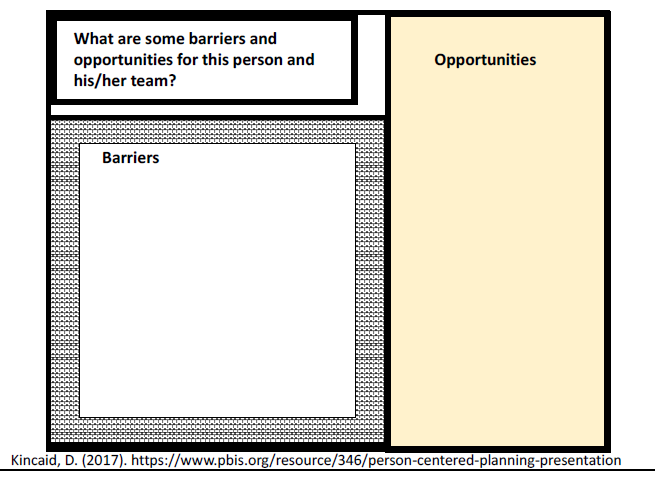 What are some barriers and
opportunities for this person and
his/her team?
Opportunities
Barriers
Kincaid, D. (2017). https://www.pbis.org/resource/346/person-centered-planning-presentation